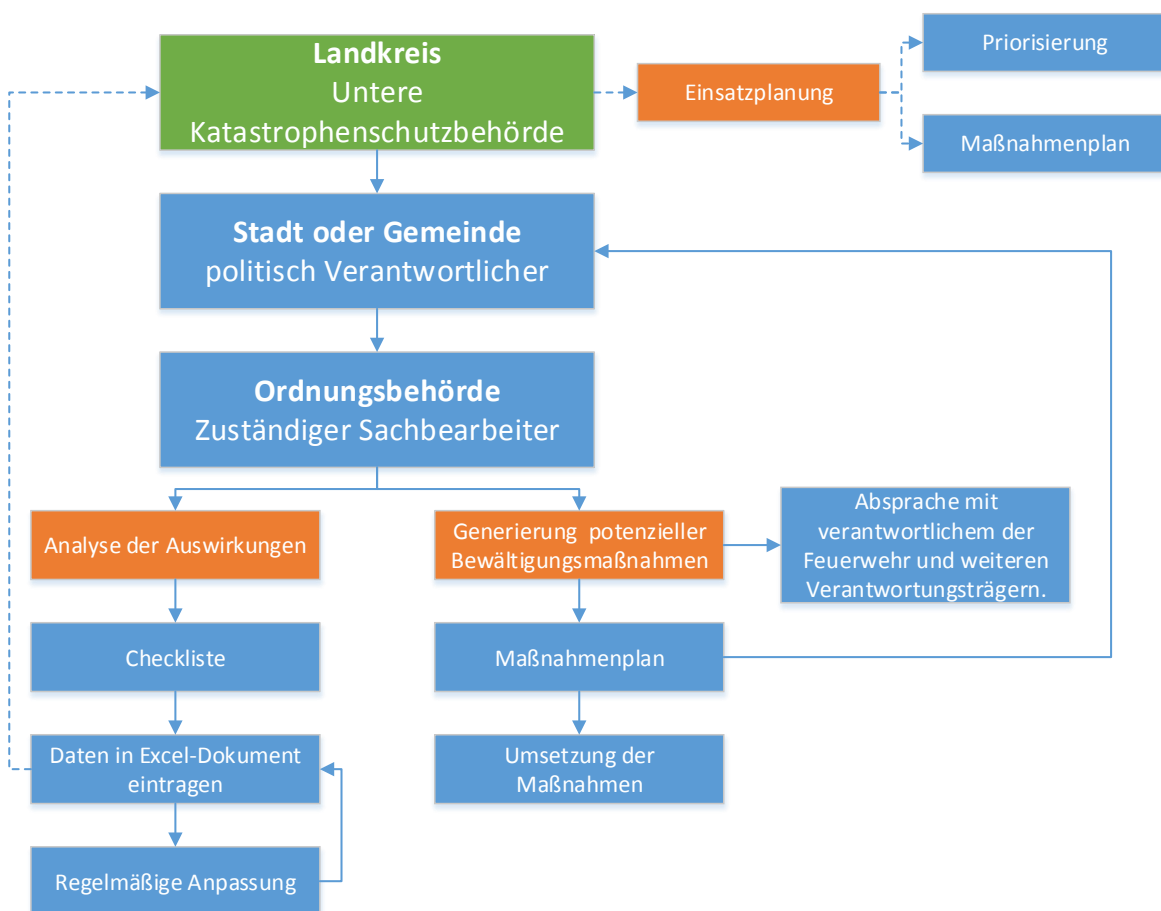 Landkreis
Untere
Katastrophenschutzbehörde
Einsatzplanung
Priorisierung
Maßnahmenplan
Stadt oder Gemeinde
politisch Verantwortlicher
Ordnungsbehörde
Zuständiger Sachbearbeiter
Analyse der Auswirkungen
Generierung potenzieller
Bewältigungsmaßnahmen
Absprache mit
verantwortlichem der
Feuerwehr und weiteren
Verantwortungsträgern.
Checkliste
Maßnahmenplan
Daten in Excel-Dokument
eintragen
Umsetzung der
Maßnahmen
Regelmäßige Anpassung